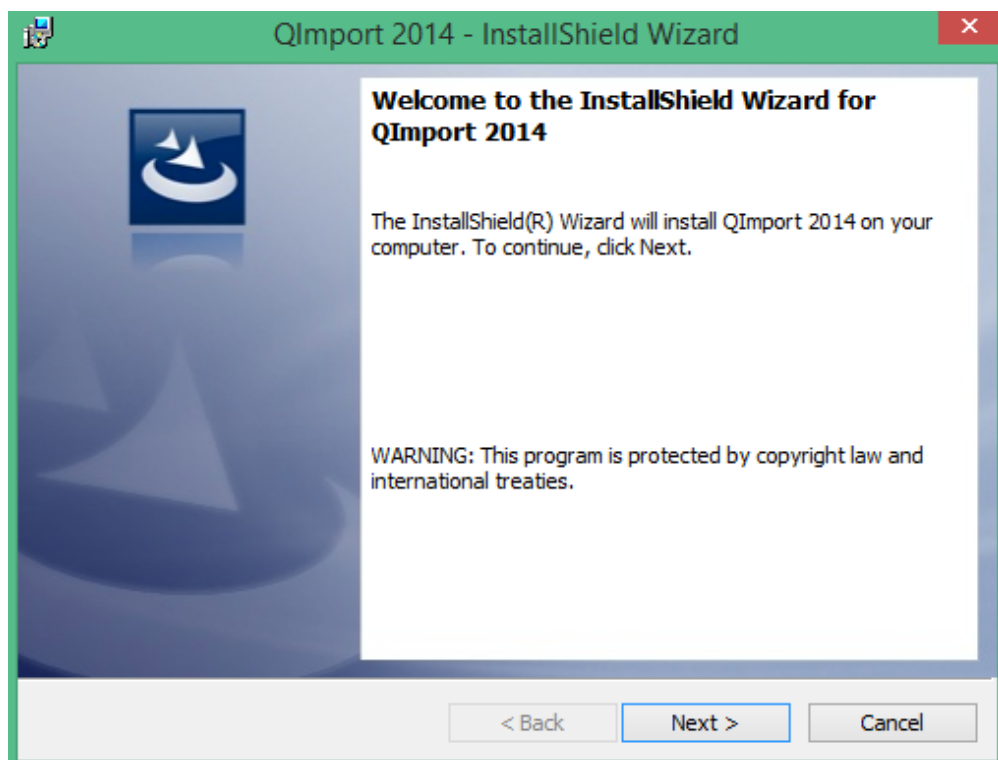 QImport 2014 - InstallShield Wizard
Welcome to the InstallShield Wizard for
QImport 2014
The InstallShield(R) Wizard will install QImport 2014 on your
computer. To continue, click Next.
WARNING: This program is protected by copyright law and
international treaties.
< Back
Next >
Cancel